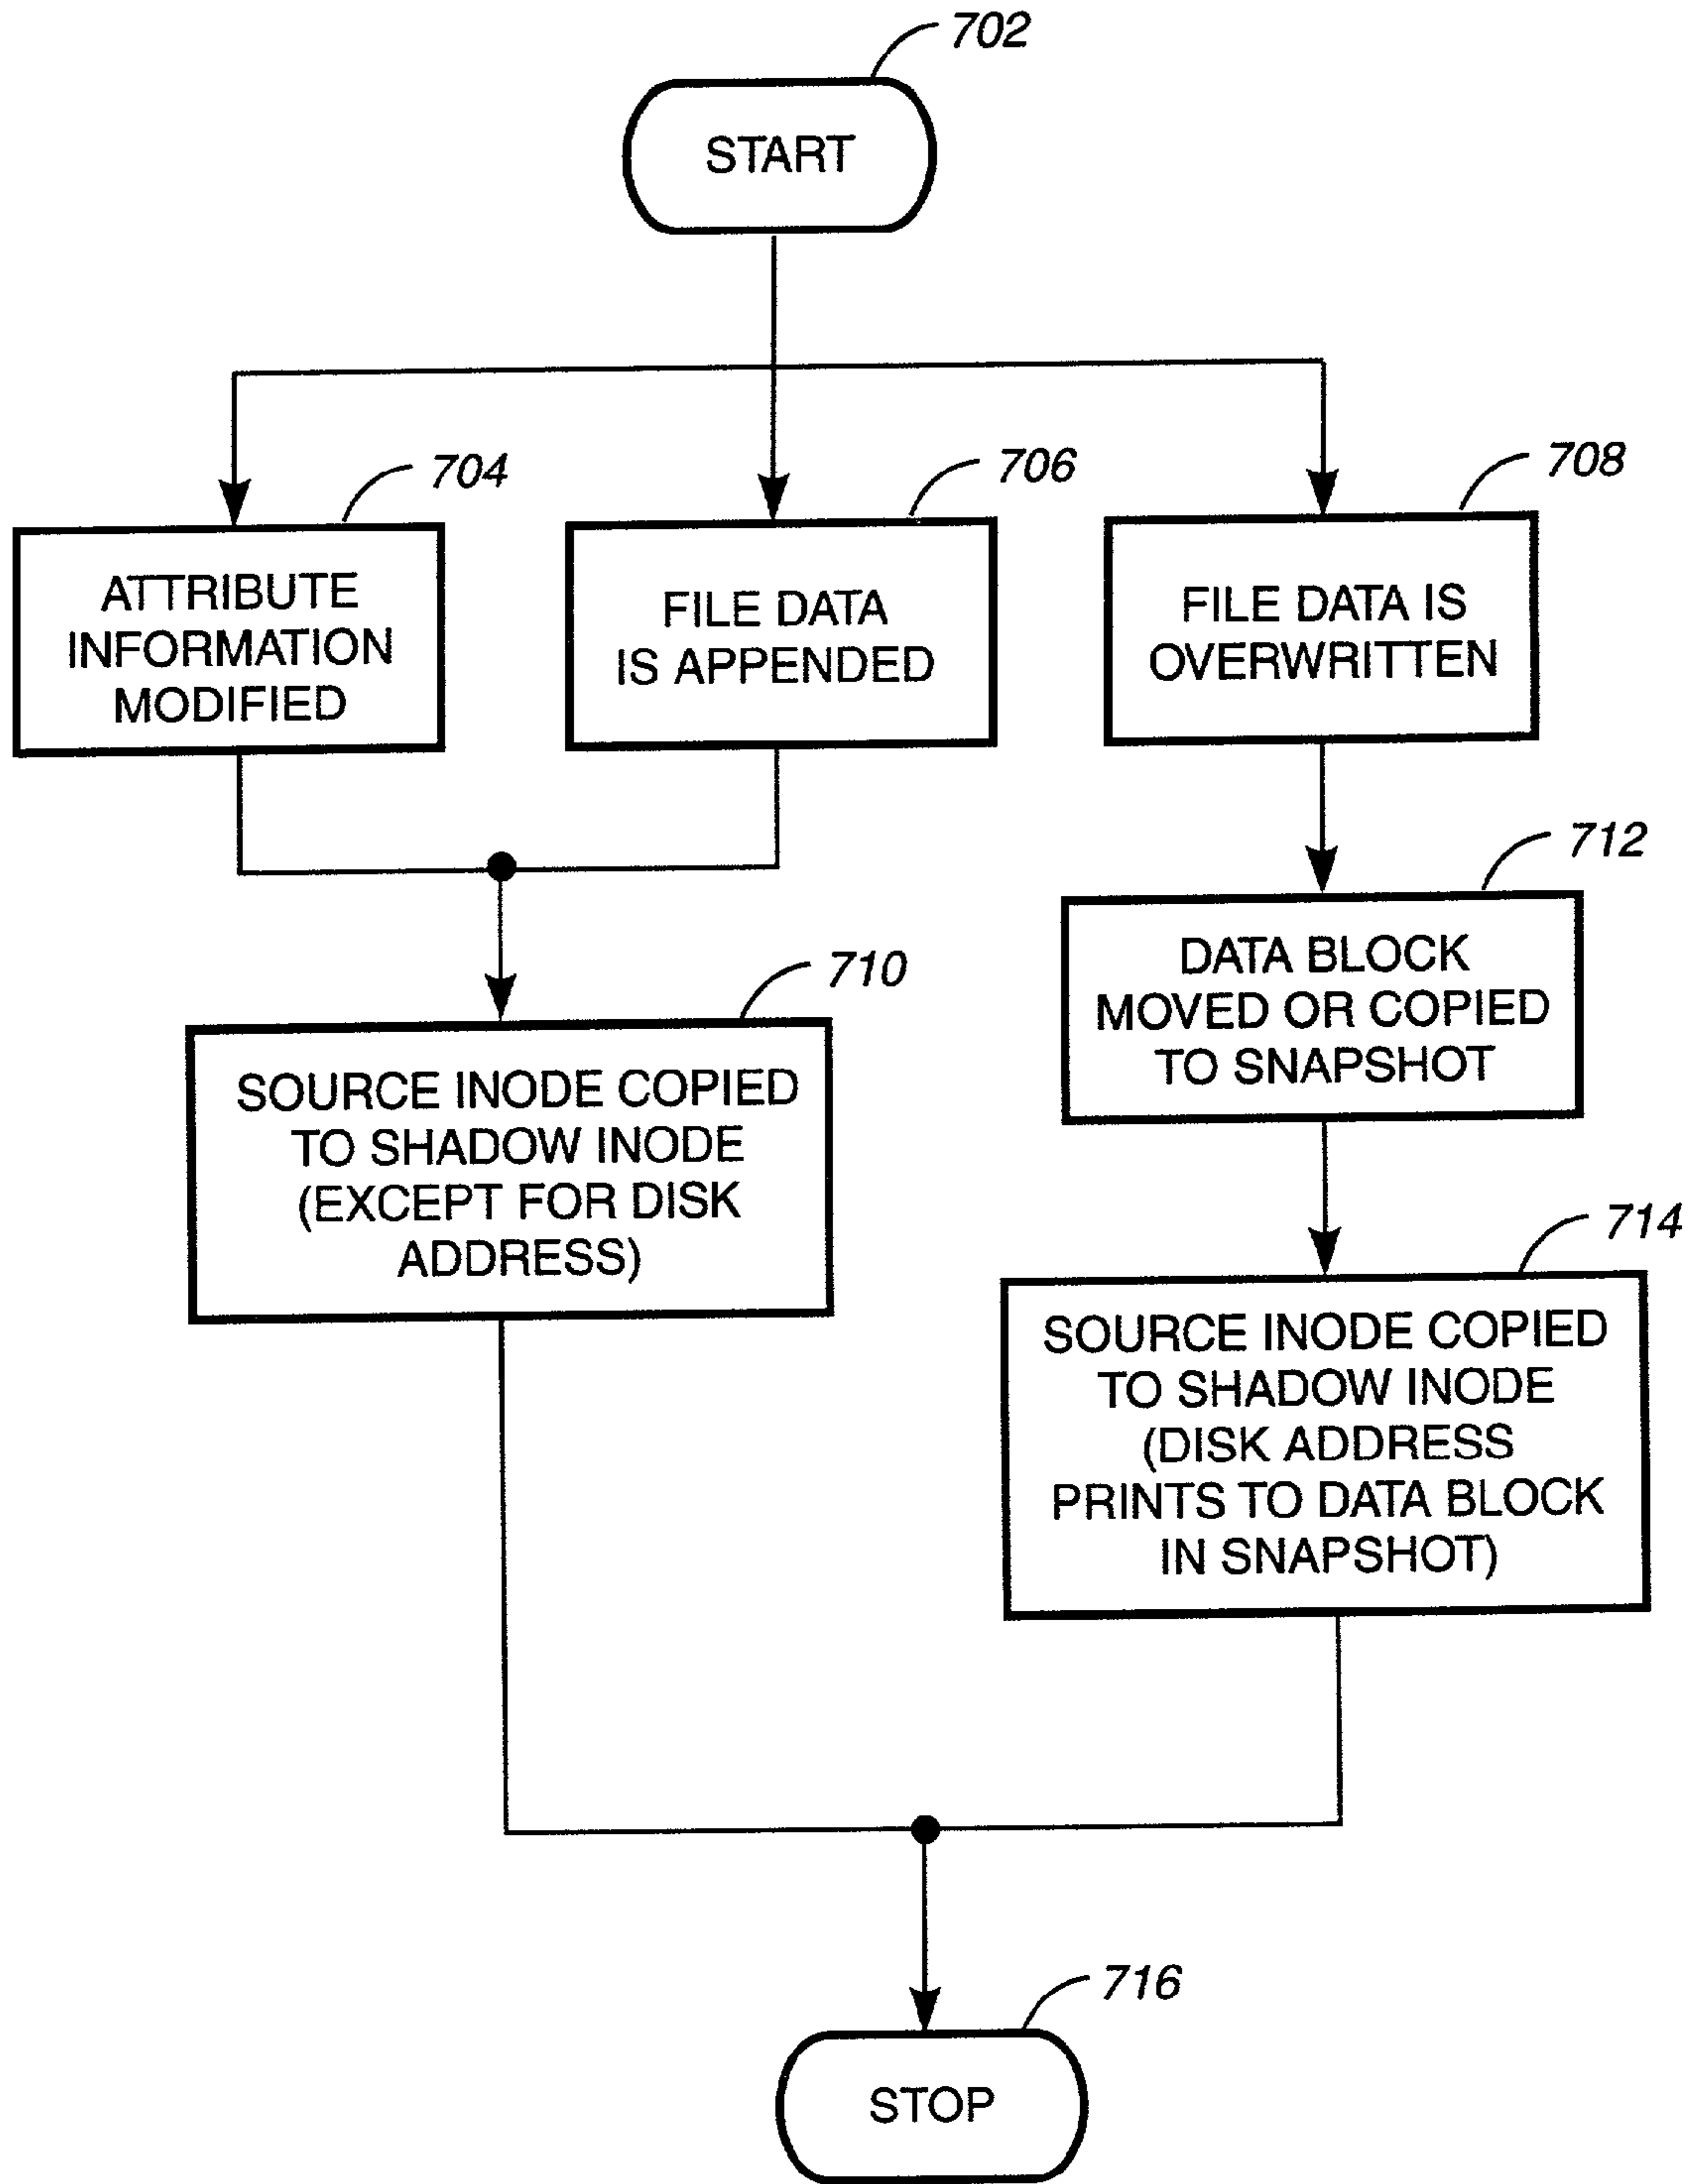 702
START
704
ATTRIBUTE
INFORMATION
MODIFIED
706
FILE DATA
IS APPENDED
708
FILE DATA IS
OVERWRITTEN
712
DATA BLOCK
MOVED OR COPIED
TO SNAPSHOT
710
SOURCE INODE COPIED
TO SHADOW INODE
(EXCEPT FOR DISK
ADDRESS)
714
SOURCE INODE COPIED
TO SHADOW INODE
(DISK ADDRESS
PRINTS TO DATA BLOCK
IN SNAPSHOT)
716
STOP